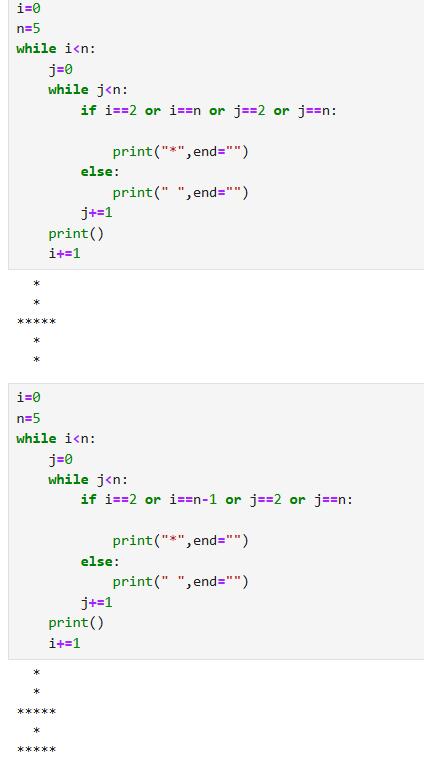 i=0
n=5
while i<n:
    j=0
    while j<n:
        if i==2 or i==n or j==2 or j==n:

            print("*",end="")
        else:
            print(" ",end="")
        j+=1
    print()
    i+=1
  *
  *
*****
  *
  *
i=0
n=5
while i<n:
    j=0
    while j<n:
        if i==2 or i==n-1 or j==2 or j==n:

            print("*",end="")
        else:
            print(" ",end="")
        j+=1
    print()
    i+=1
  *
  *
*****
  *
*****